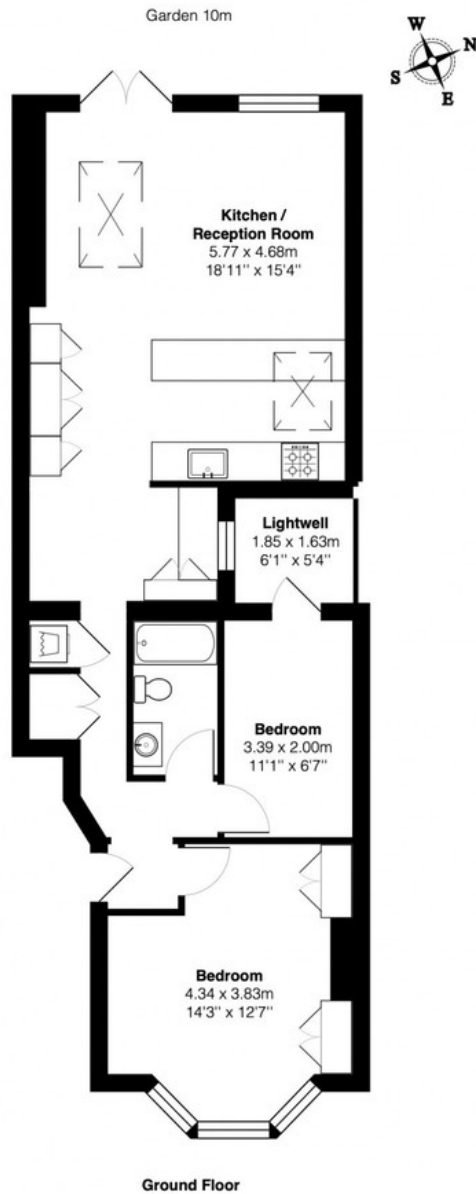 Garden 10m
W
N
S
E
Kitchen /
Reception Room
5.77 x 4.68m
18'11" x 15'4"
Lightwell
1.85 x 1.63m
6'1" x 5'4"
Bedroom
3.39 x 2.00m
11'1" x 6'7"
Bedroom
4.34 x 3.83m
14'3" x 12'7"
Ground Floor